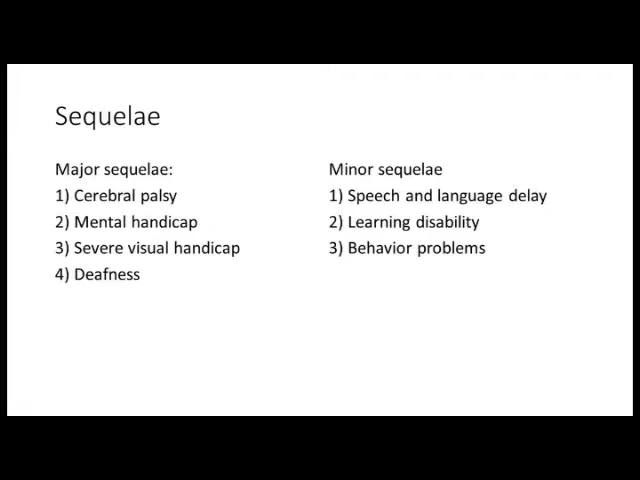 Sequelae
Major sequelae:
1) Cerebral palsy
2) Mental handicap
3) Severe visual handicap
4) Deafness
Minor sequelae
1) Speech and language delay
2) Learning disability
3) Behavior problems